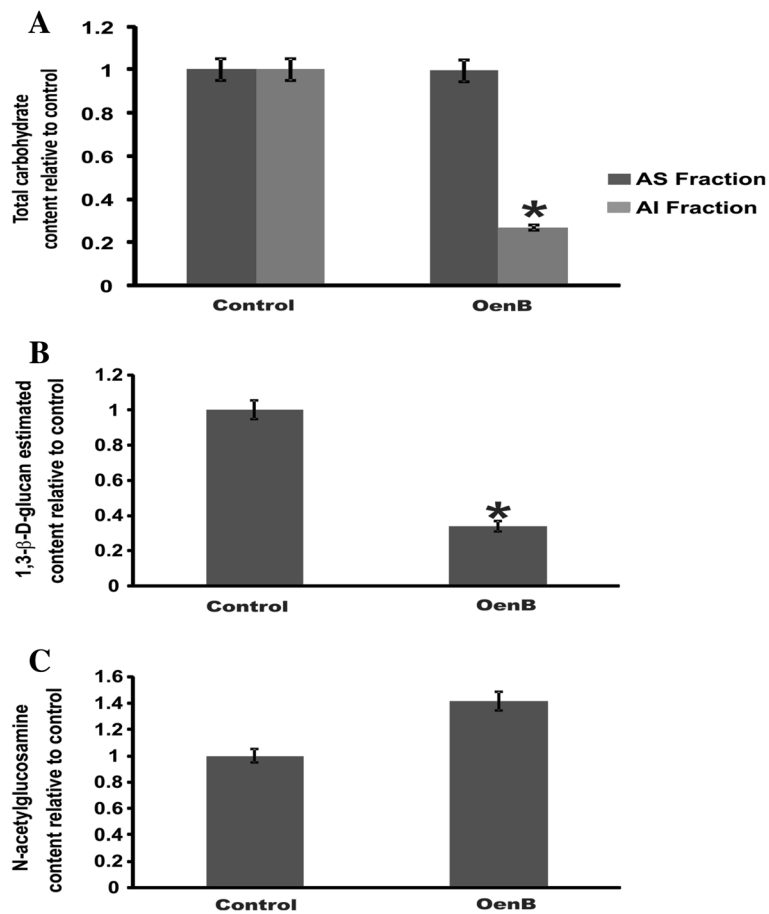 A
Total carbohydrate
content relative to control
1.2
1
0.8
0.6
0.4
0.2
0
*
Control
OenB
AS Fraction
AI Fraction
B
1,3-β-D-glucan estimated
content relative to control
1.2
1
0.8
0.6
0.4
0.2
0
*
Control
OenB
C
N-acetylglucosamine
content relative to control
1.6
1.4
1.2
1
0.8
0.6
0.4
0.2
0
Control
OenB